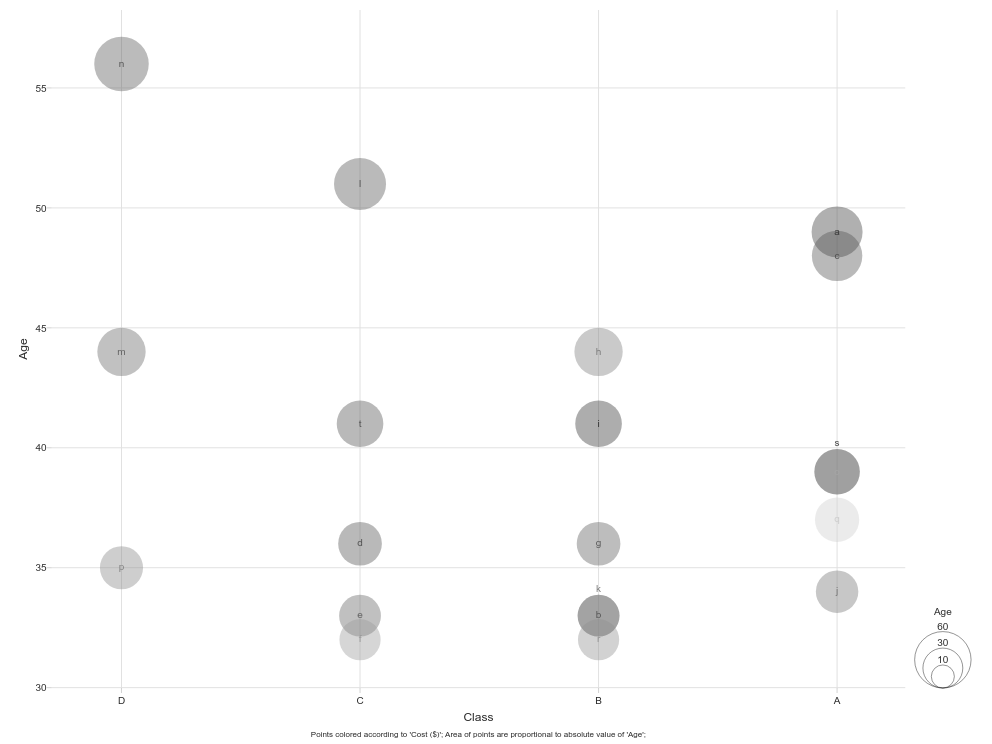 n
55
l
50
a
c
45
m
h
Age
t
i
s
40
q
d
g
35
p
j
k
e
b
Age
60
30
10
30
D
C
B
A
Class
Points colored according to 'Cost ($)'; Area of points are proportional to absolute value of 'Age';